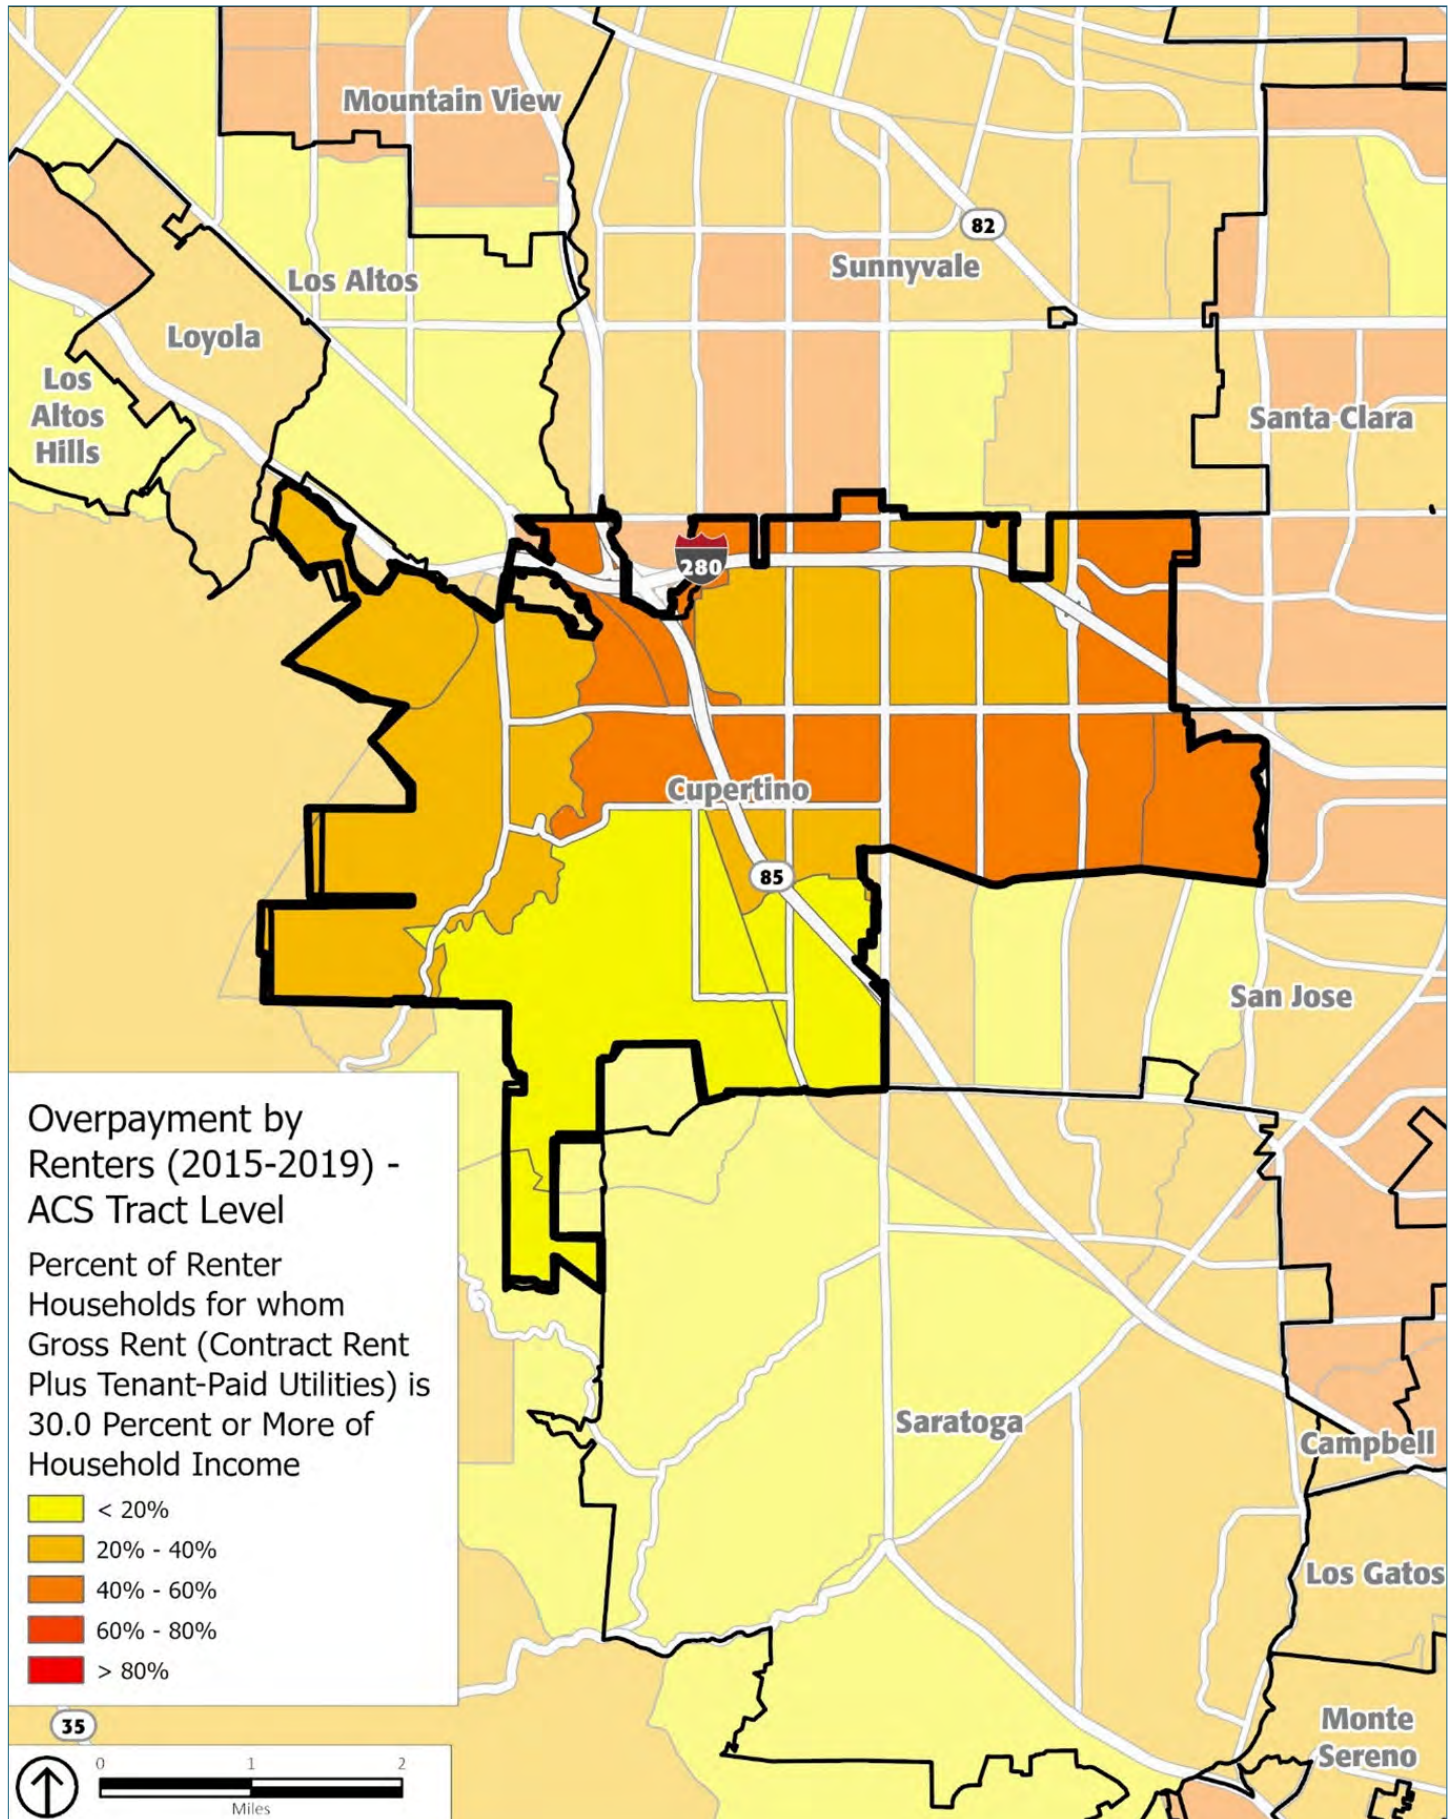 Mountain View
82
Sunnyvale
Los Altos
Loyola
Los
Altos
Hills
Santa Clara
280
Cupertino
85
San Jose
Overpayment by
Renters (2015-2019) -
ACS Tract Level
Percent of Renter
Households for whom
Gross Rent (Contract Rent
Plus Tenant-Paid Utilities) is
30.0 Percent or More of
Household Income
< 20%
20% - 40%
40% - 60%
60% - 80%
> 80%
Saratoga
Campbell
Los Gatos
Monte
Sereno
35
0 1 2
Miles